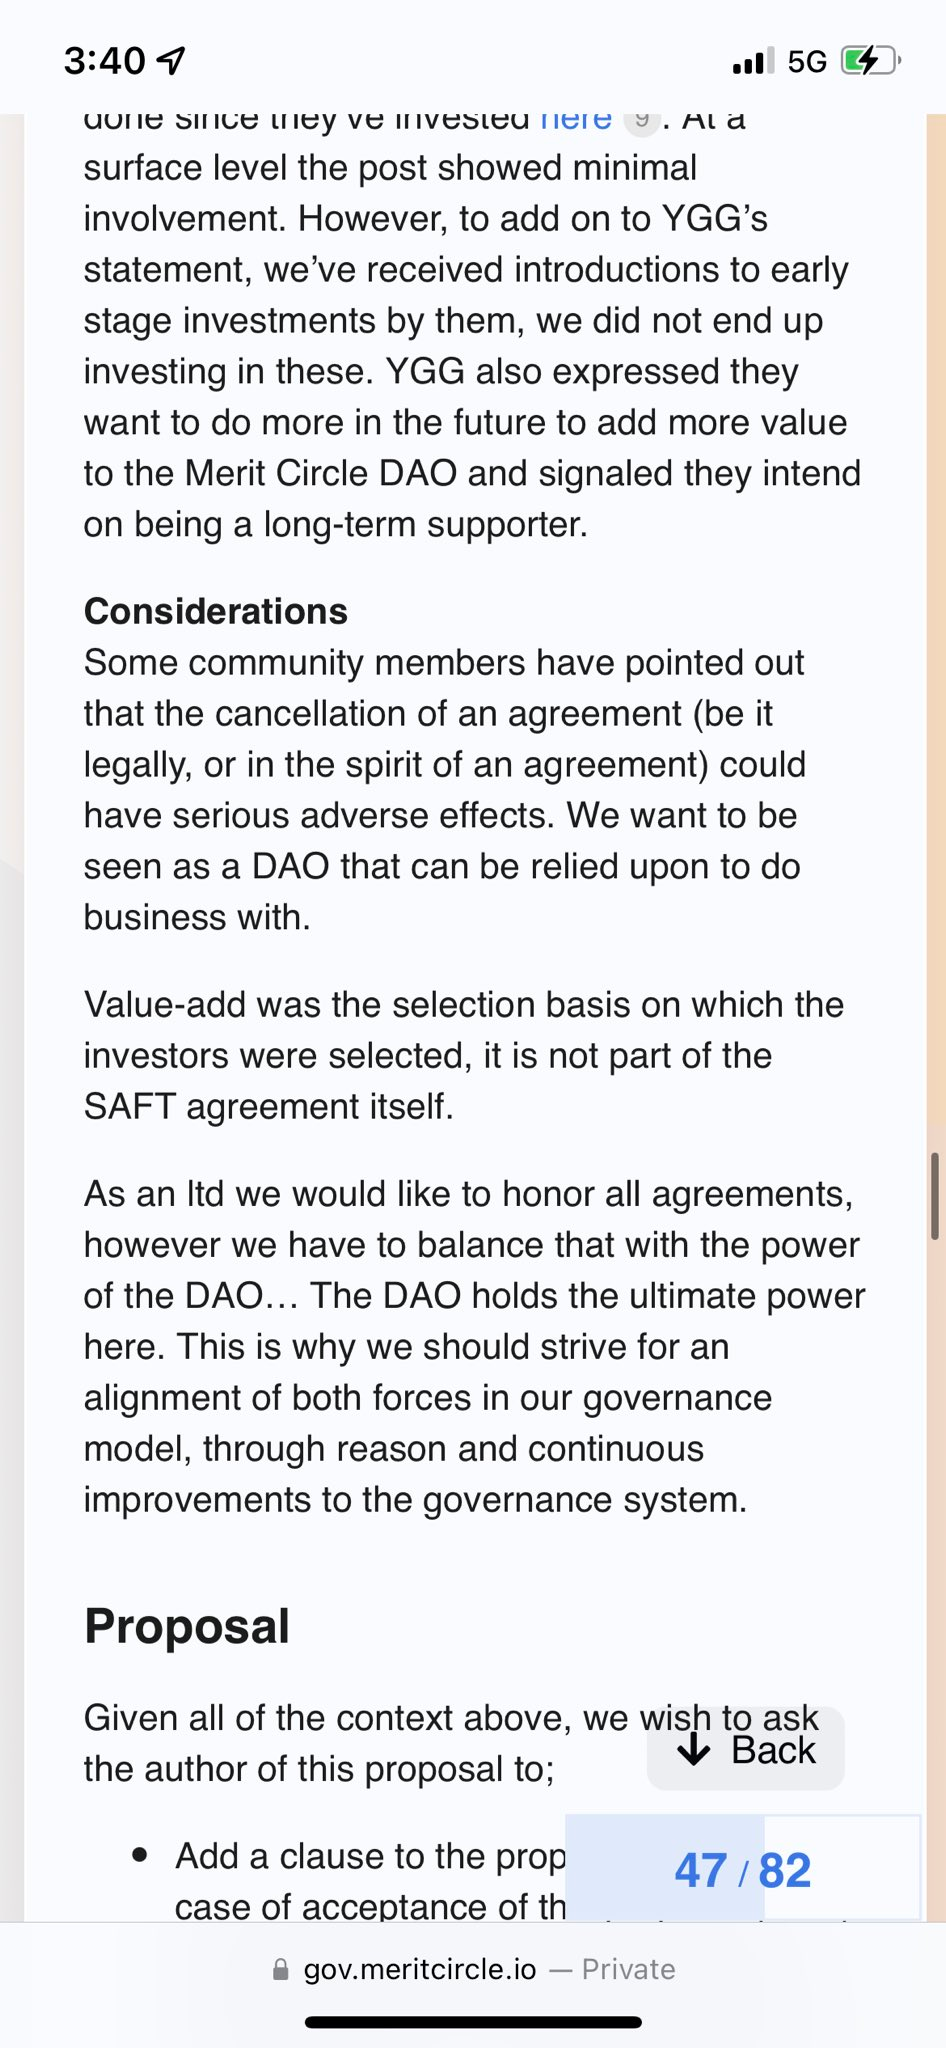 3:40
5G
done since they've invested here 9. At a
surface level the post showed minimal
involvement. However, to add on to YGG’s
statement, we’ve received introductions to early
stage investments by them, we did not end up
investing in these. YGG also expressed they
want to do more in the future to add more value
to the Merit Circle DAO and signaled they intend
on being a long-term supporter.
Considerations
Some community members have pointed out
that the cancellation of an agreement (be it
legally, or in the spirit of an agreement) could
have serious adverse effects. We want to be
seen as a DAO that can be relied upon to do
business with.
Value-add was the selection basis on which the
investors were selected, it is not part of the
SAFT agreement itself.
As an ltd we would like to honor all agreements,
however we have to balance that with the power
of the DAO… The DAO holds the ultimate power
here. This is why we should strive for an
alignment of both forces in our governance
model, through reason and continuous
improvements to the governance system.
Proposal
Given all of the context above, we wish to ask
the author of this proposal to;
Back
• Add a clause to the prop
case of acceptance of th
47 / 82
gov.meritcircle.io — Private